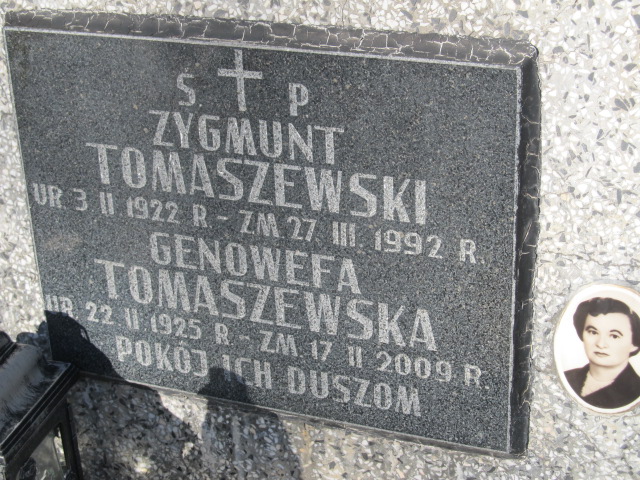 S P
ZYGMUNT
TOMASZEWSKI
UR 3 II 1922 R - ZM. 27. III. 1992 R.
GENOWEFA
TOMASZEWSKA
UR 22 II 1925 R - ZM. 17 II 2009 R.
POKÓJ ICH DUSZOM